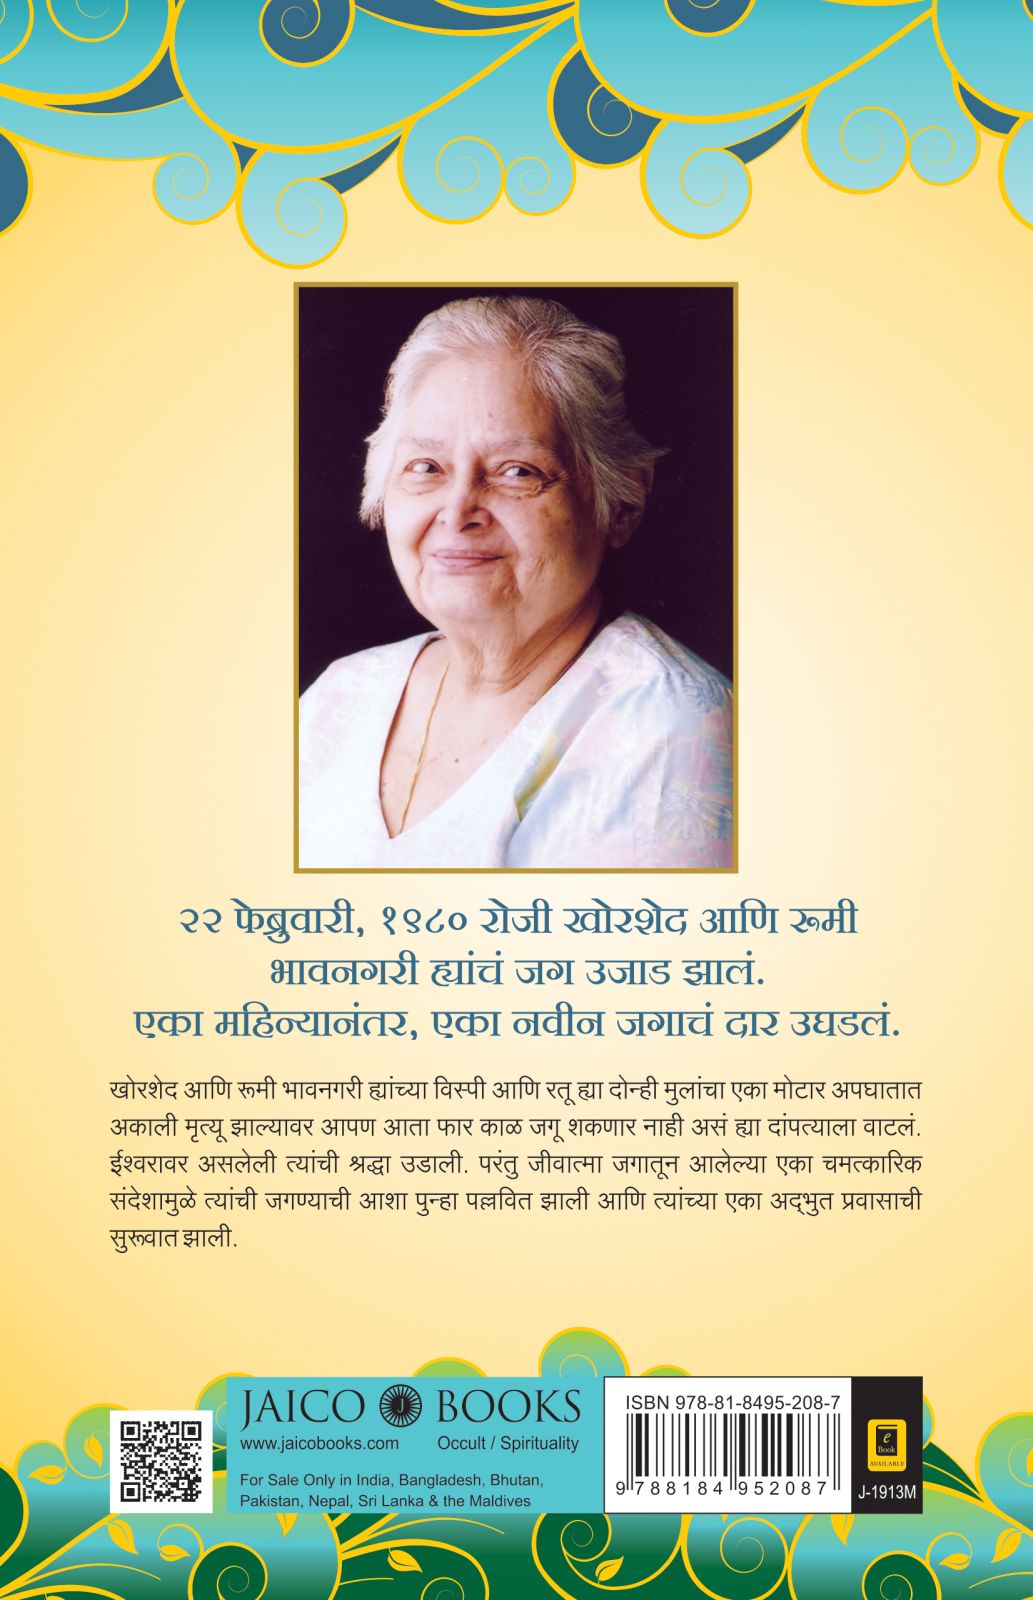 २२ फेब्रुवारी, १९८० रोजी खोरशेद आणि रूमी
भावनगरी ह्यांचं जग उजाड झालं.
एका महिन्यानंतर, एका नवीन जगाचं दार उघडलं.
खोरशेद आणि रूमी भावनगरी ह्यांच्या विस्पी आणि रतू ह्या दोन्ही मुलांचा एका मोटार अपघातात
अकाली मृत्यू झाल्यावर आपण आता फार काळ जगू शकणार नाही असं ह्या दांपत्याला वाटलं.
ईश्वरावर असलेली त्यांची श्रद्धा उडाली. परंतु जीवात्मा जगातून आलेल्या एका चमत्कारिक
संदेशामुळे त्यांची जगण्याची आशा पुन्हा पल्लवित झाली आणि त्यांच्या एका अद्‌भुत प्रवासाची
सुरूवात झाली.
JAICO J BOOKS
www.jaicobooks.com Occult / Spirituality
For Sale Only in India, Bangladesh, Bhutan,
Pakistan, Nepal, Sri Lanka & the Maldives
ISBN 978-81-8495-208-7
9 788184 952087
e
Book
AVAILABLE
J-1913M